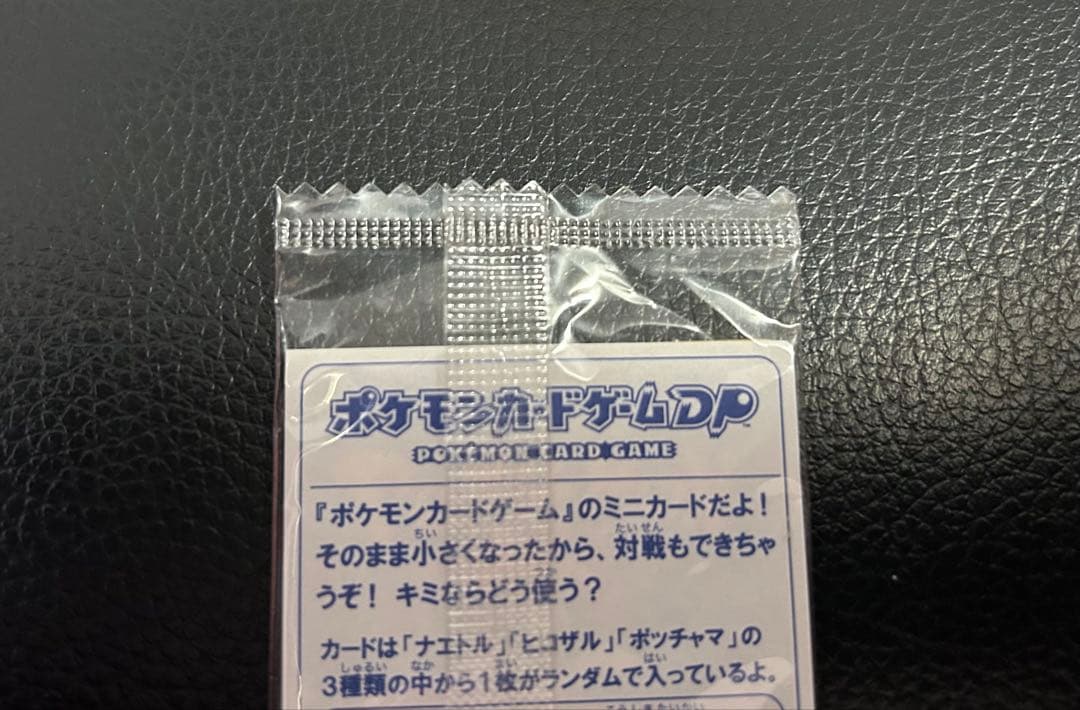 ポケモンカードゲームDP
POKÉMON CARD GAME
『ポケモンカードゲーム』のミニカードだよ！
そのまま小さくなったから、対戦もできちゃ
うぞ！ キミならどう使う？
カードは「ナエトル」「ヒコザル」「ポッチャマ」の
3種類の中から1枚がランダムで入っているよ。